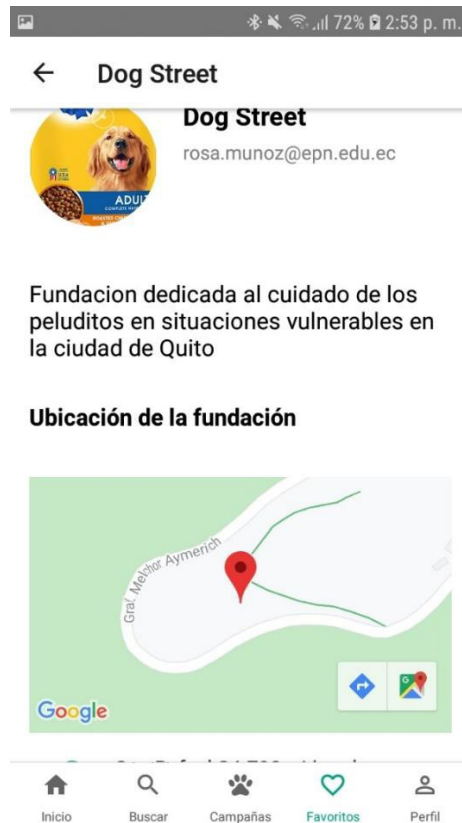 72% 2:53 p. m.
Dog Street
Dog Street
rosa.munoz@epn.edu.ec
ADUL
Fundacion dedicada al cuidado de los
peluditos en situaciones vulnerables en
la ciudad de Quito
Ubicación de la fundación
Gral. Melchor Aymerich
Google
Inicio Buscar Campañas Favoritos Perfil